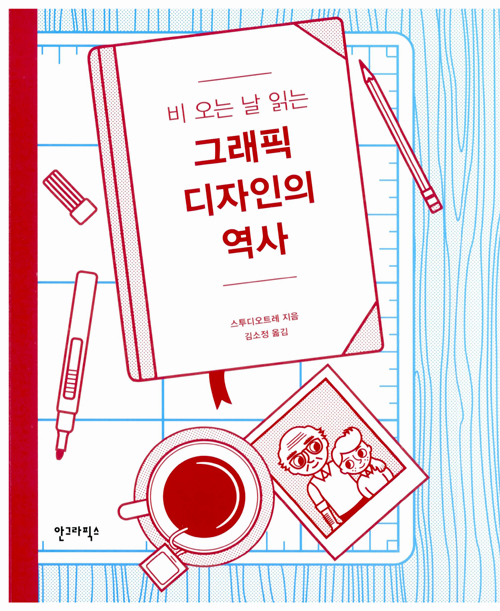 비 오는 날 읽는
그래픽
디자인의
역사
스튜디오트레 지음
김소정 옮김
안그라픽스